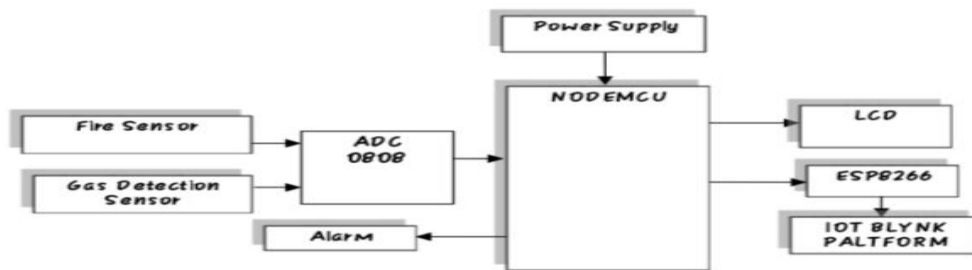 Power Supply
NODEMCU
Fire Sensor
ADC
0808
LCD
Gas Detection
Sensor
ESP8266
Alarm
IOT BLYNK
PALTFORM